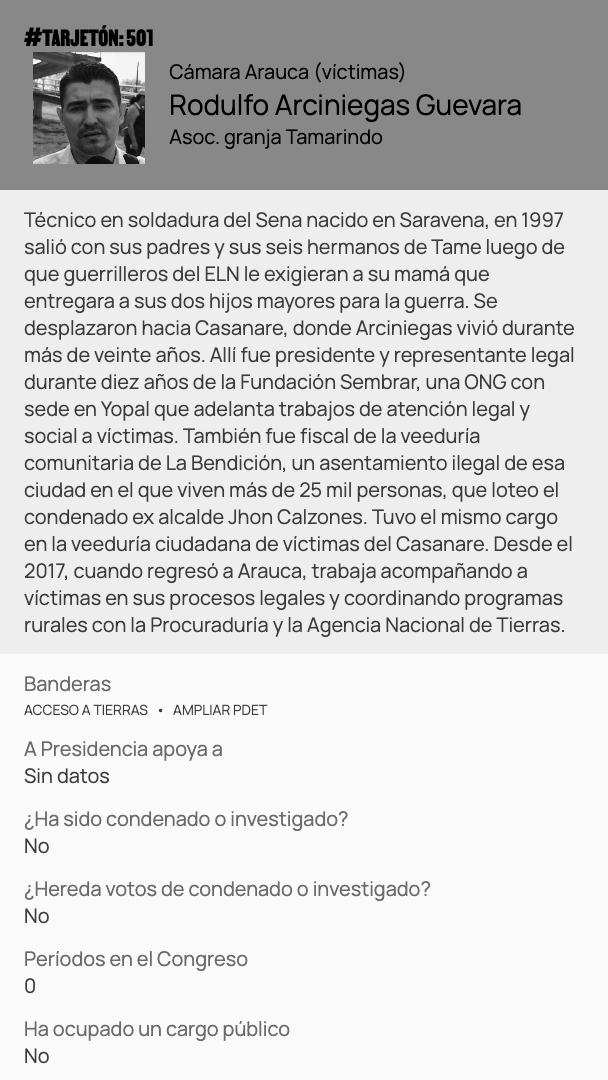 #TARJETÓN: 501
Cámara Arauca (víctimas)
Rodulfo Arciniegas Guevara
Asoc. granja Tamarindo
Técnico en soldadura del Sena nacido en Saravena, en 1997
salió con sus padres y sus seis hermanos de Tame luego de
que guerrilleros del ELN le exigieran a su mamá que
entregara a sus dos hijos mayores para la guerra. Se
desplazaron hacia Casanare, donde Arciniegas vivió durante
más de veinte años. Allí fue presidente y representante legal
durante diez años de la Fundación Sembrar, una ONG con
sede en Yopal que adelanta trabajos de atención legal y
social a víctimas. También fue fiscal de la veeduría
comunitaria de La Bendición, un asentamiento ilegal de esa
ciudad en el que viven más de 25 mil personas, que loteo el
condenado ex alcalde Jhon Calzones. Tuvo el mismo cargo
en la veeduría ciudadana de víctimas del Casanare. Desde el
2017, cuando regresó a Arauca, trabaja acompañando a
víctimas en sus procesos legales y coordinando programas
rurales con la Procuraduría y la Agencia Nacional de Tierras.
Banderas
ACCESO A TIERRAS • AMPLIAR PDET
A Presidencia apoya a
Sin datos
¿Ha sido condenado o investigado?
No
¿Hereda votos de condenado o investigado?
No
Períodos en el Congreso
0
Ha ocupado un cargo público
No